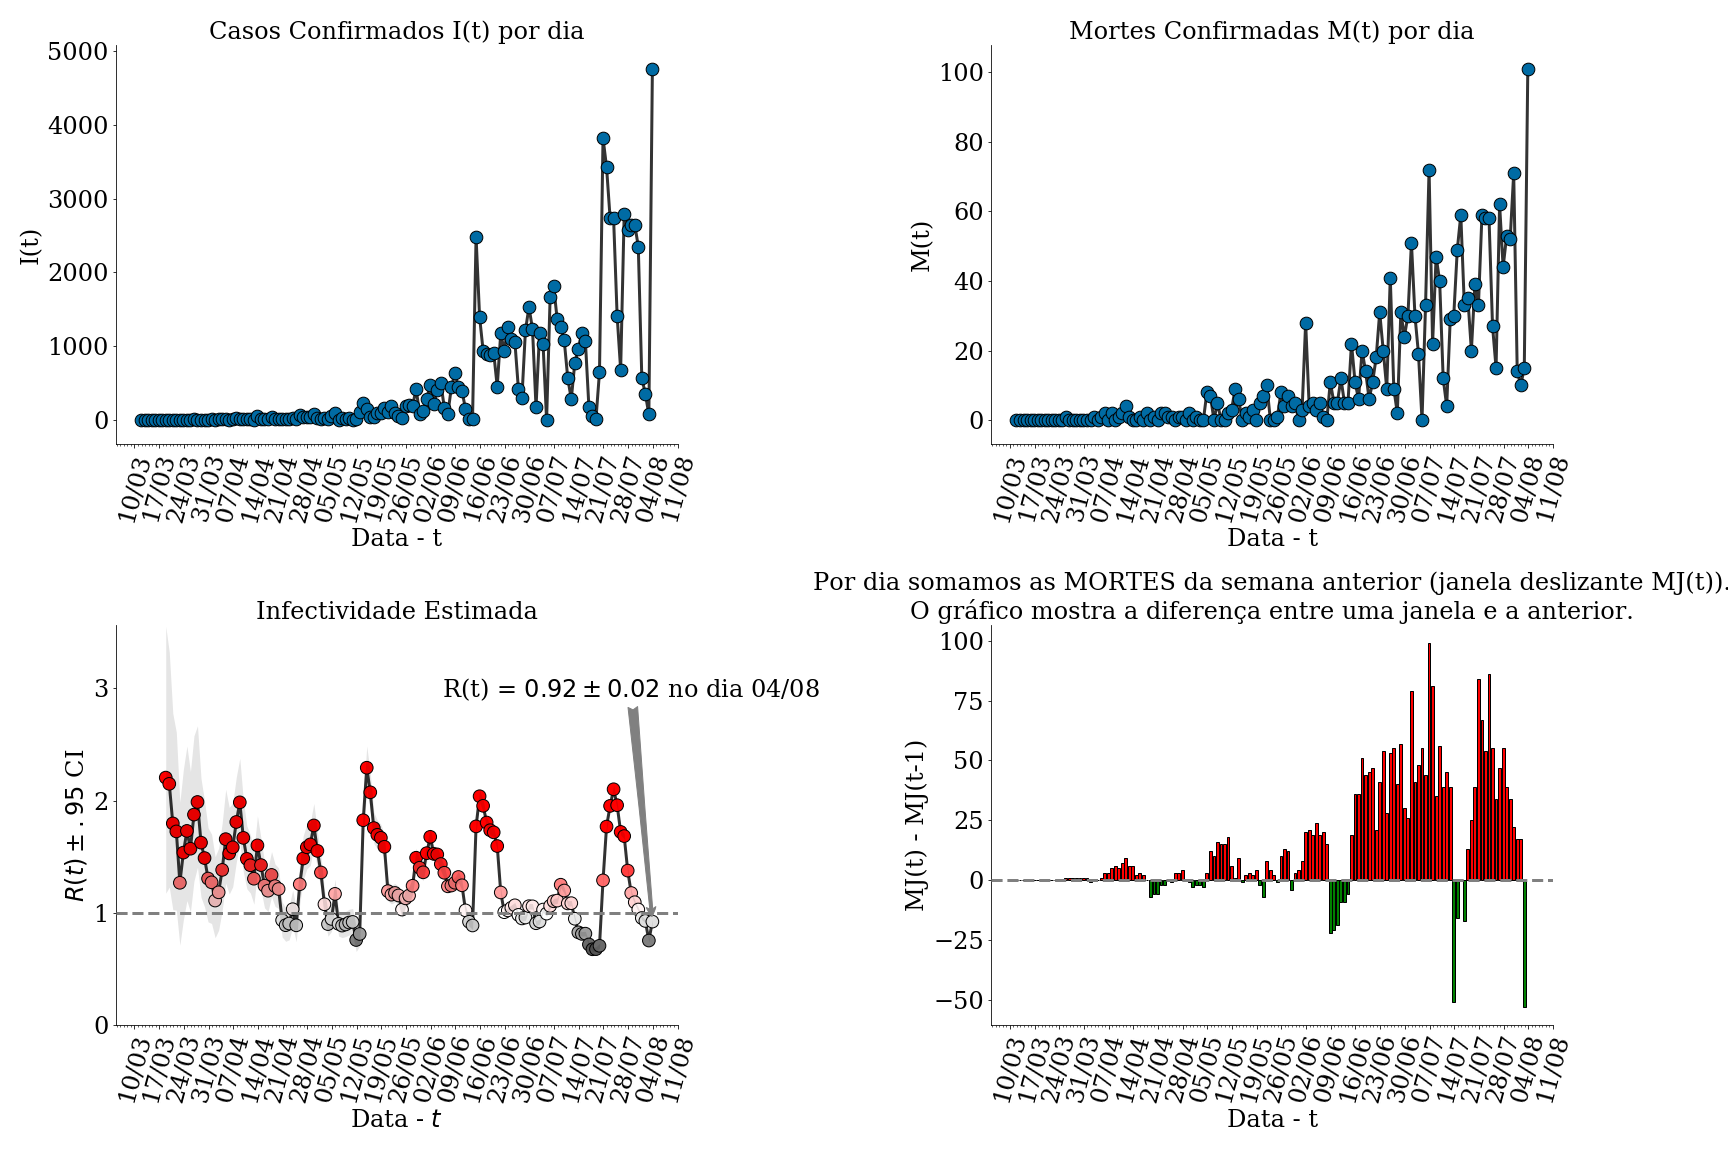 Casos Confirmados I(t) por dia
5000
4000
3000
2000
1000
0
I(t)
10/03 17/03 24/03 31/03 07/04 14/04 21/04 28/04 05/05 12/05 19/05 26/05 02/06 09/06 16/06 23/06 30/06 07/07 14/07 21/07 28/07 04/08 11/08
Data - t
Mortes Confirmadas M(t) por dia
100
80
60
40
20
0
M(t)
10/03 17/03 24/03 31/03 07/04 14/04 21/04 28/04 05/05 12/05 19/05 26/05 02/06 09/06 16/06 23/06 30/06 07/07 14/07 21/07 28/07 04/08 11/08
Data - t
Infectividade Estimada
R(t) = 0.92 ± 0.02 no dia 04/08
3
2
1
0
R(t) ± .95 CI
10/03 17/03 24/03 31/03 07/04 14/04 21/04 28/04 05/05 12/05 19/05 26/05 02/06 09/06 16/06 23/06 30/06 07/07 14/07 21/07 28/07 04/08 11/08
Data - t
Por dia somamos as MORTES da semana anterior (janela deslizante MJ(t)).
O gráfico mostra a diferença entre uma janela e a anterior.
100
75
50
25
0
−25
−50
MJ(t) - MJ(t-1)
10/03 17/03 24/03 31/03 07/04 14/04 21/04 28/04 05/05 12/05 19/05 26/05 02/06 09/06 16/06 23/06 30/06 07/07 14/07 21/07 28/07 04/08 11/08
Data - t